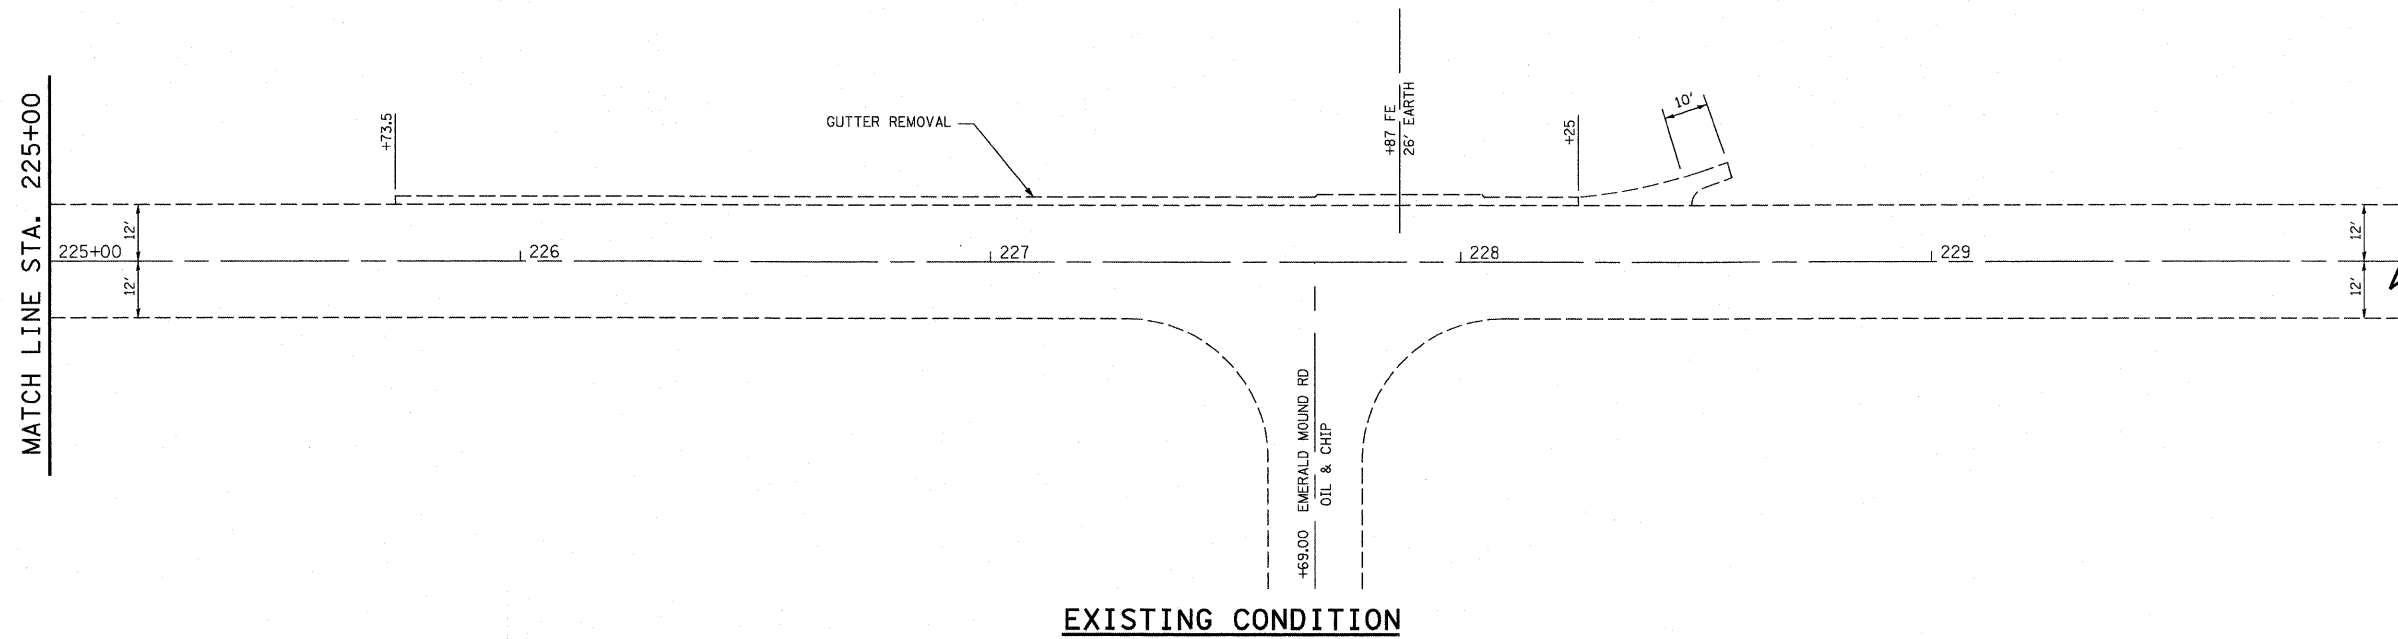 MATCH LINE STA. 225+00
+73.5
GUTTER REMOVAL
+87 FE
26' EARTH
+25
10'
12'
12'
225+00
226
227
228
229
12'
12'
+69.00 EMERALD MOUND RD
OIL & CHIP
EXISTING CONDITION